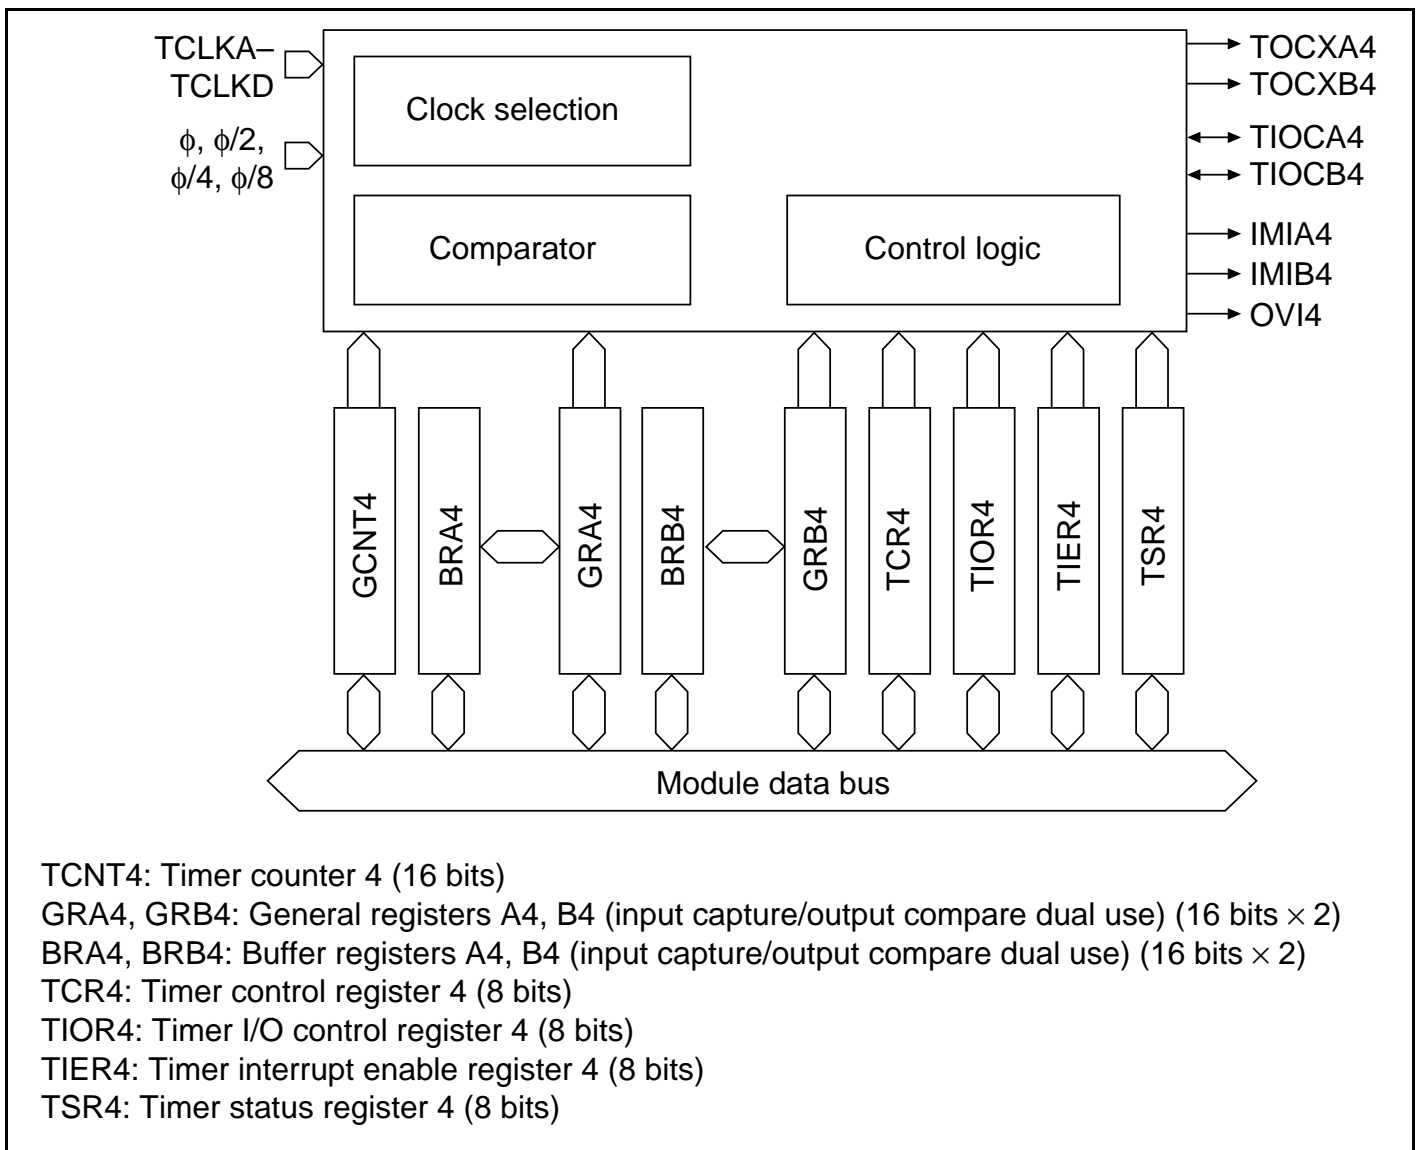 TCLKA–
TCLKD
ϕ, ϕ/2,
ϕ/4, ϕ/8
Clock selection
Comparator
Control logic
TOCXA4
TOCXB4
TIOCA4
TIOCB4
IMIA4
IMIB4
OVI4
GCNT4
BRA4
GRA4
BRB4
GRB4
TCR4
TIOR4
TIER4
TSR4
Module data bus
TCNT4: Timer counter 4 (16 bits)
GRA4, GRB4: General registers A4, B4 (input capture/output compare dual use) (16 bits × 2)
BRA4, BRB4: Buffer registers A4, B4 (input capture/output compare dual use) (16 bits × 2)
TCR4: Timer control register 4 (8 bits)
TIOR4: Timer I/O control register 4 (8 bits)
TIER4: Timer interrupt enable register 4 (8 bits)
TSR4: Timer status register 4 (8 bits)